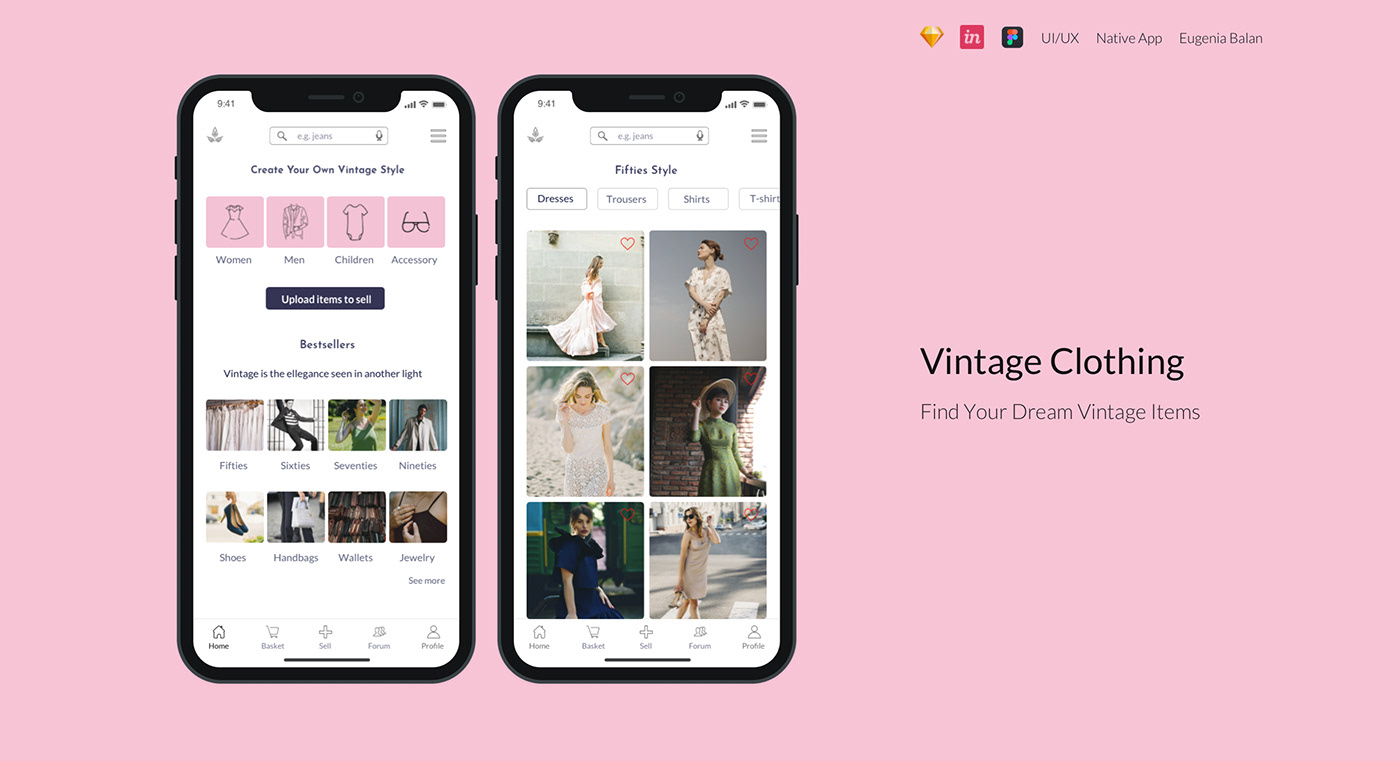 in UI/UX Native App Eugenia Balan
9:41
e.g. jeans
Create Your Own Vintage Style
Women Men Children Accessory
Upload items to sell
Bestsellers
Vintage is the ellegance seen in another light
Fifties Sixties Seventies Nineties
Shoes Handbags Wallets Jewelry
See more
Home Basket Sell Forum Profile
9:41
e.g. jeans
Fifties Style
Dresses Trousers Shirts T-shirt
Home Basket Sell Forum Profile
Vintage Clothing
Find Your Dream Vintage Items